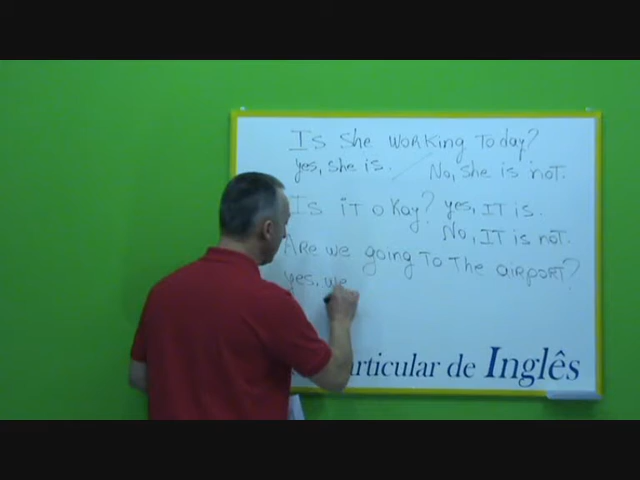 Is she working today?
yes, she is. / No, she is not.
Is it okay? yes, IT is.
No, IT is not.
Are we going to the airport?
yes, we
articular de Inglês